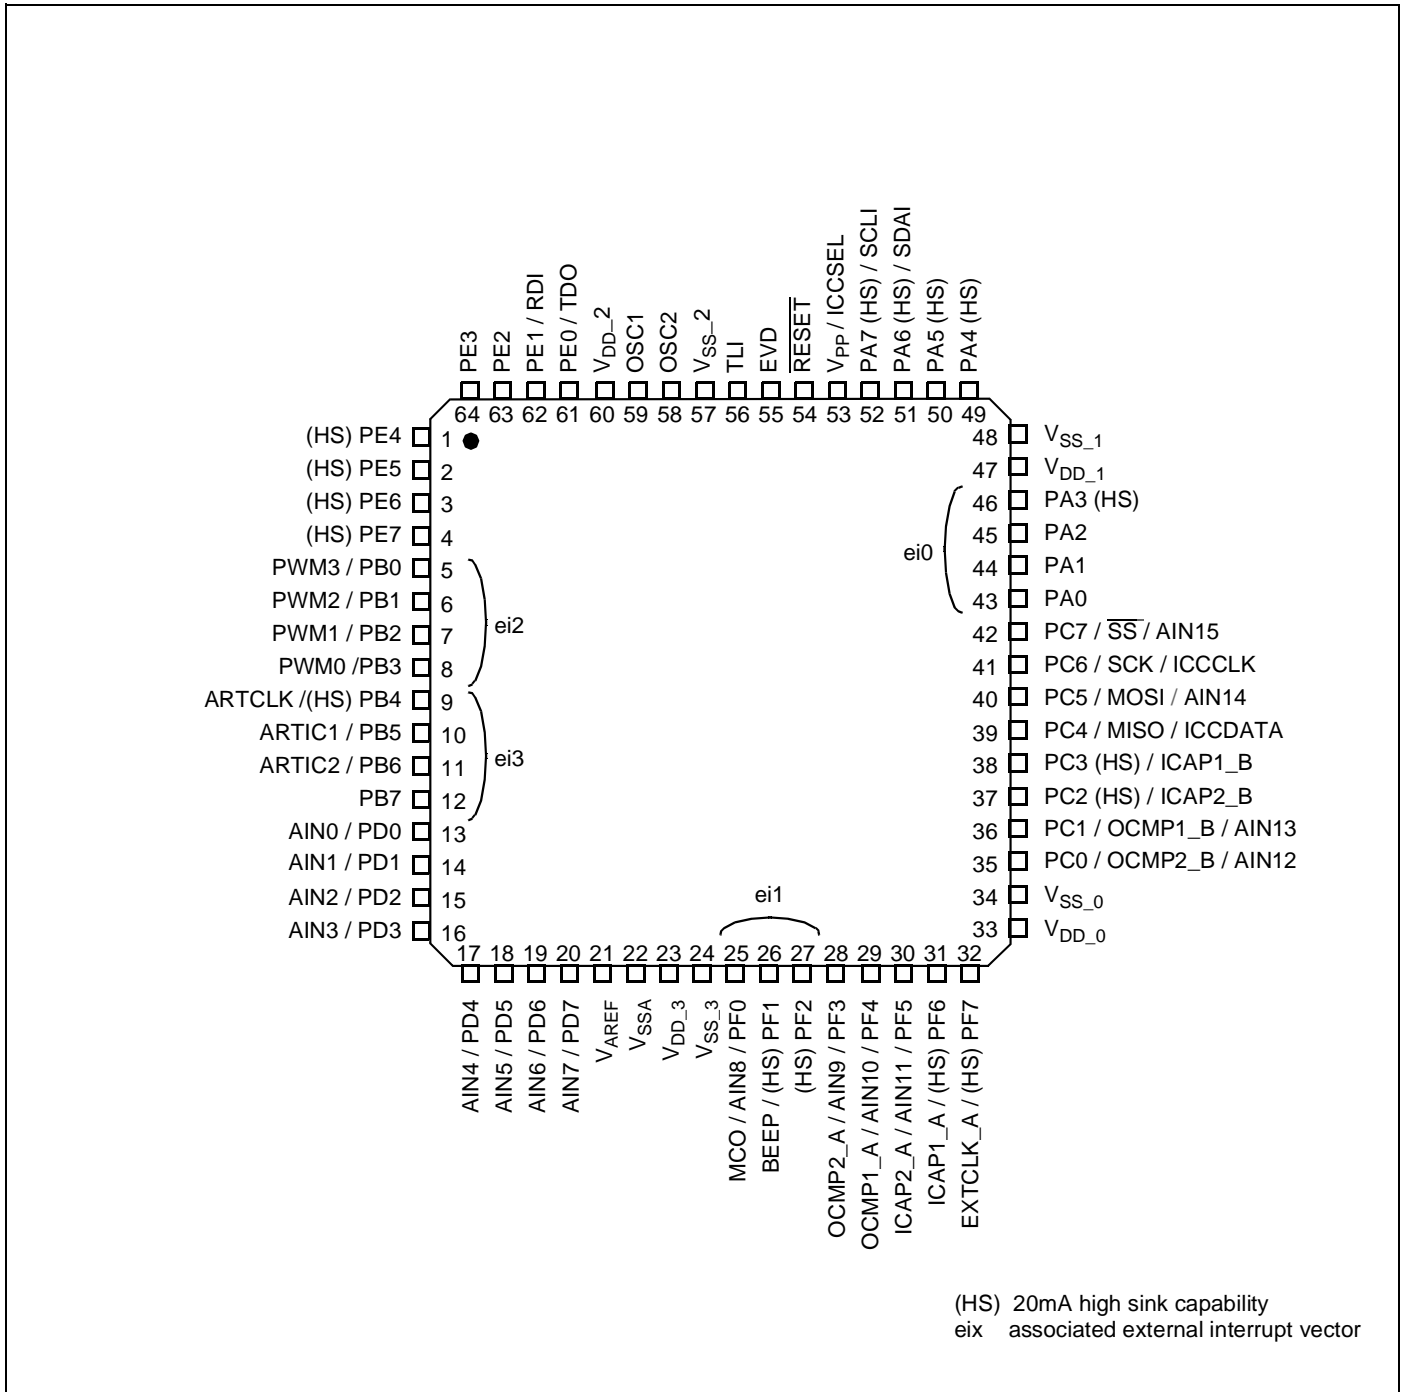 PE3
PE2
PE1 / RDI
PE0 / TDO
VDD_2
OSC1
OSC2
VSS_2
TLI
EVD
RESET
VPP / ICCSEL
PA7 (HS) / SCLI
PA6 (HS) / SDAI
PA5 (HS)
PA4 (HS)
64 63 62 61 60 59 58 57 56 55 54 53 52 51 50 49
(HS) PE4 1
(HS) PE5 2
(HS) PE6 3
(HS) PE7 4
PWM3 / PB0 5
PWM2 / PB1 6
PWM1 / PB2 7
PWM0 /PB3 8
ei2
ARTCLK /(HS) PB4 9
ARTIC1 / PB5 10
ARTIC2 / PB6 11
PB7 12
ei3
AIN0 / PD0 13
AIN1 / PD1 14
AIN2 / PD2 15
AIN3 / PD3 16
48 VSS_1
47 VDD_1
46 PA3 (HS)
45 PA2
44 PA1
43 PA0
ei0
42 PC7 / SS / AIN15
41 PC6 / SCK / ICCCLK
40 PC5 / MOSI / AIN14
39 PC4 / MISO / ICCDATA
38 PC3 (HS) / ICAP1_B
37 PC2 (HS) / ICAP2_B
36 PC1 / OCMP1_B / AIN13
35 PC0 / OCMP2_B / AIN12
34 VSS_0
33 VDD_0
ei1
17 18 19 20 21 22 23 24 25 26 27 28 29 30 31 32
AIN4 / PD4
AIN5 / PD5
AIN6 / PD6
AIN7 / PD7
VAREF
VSSA
VDD_3
VSS_3
MCO / AIN8 / PF0
BEEP / (HS) PF1
(HS) PF2
OCMP2_A / AIN9 / PF3
OCMP1_A / AIN10 / PF4
ICAP2_A / AIN11 / PF5
ICAP1_A / (HS) PF6
EXTCLK_A / (HS) PF7
(HS) 20mA high sink capability
eix associated external interrupt vector